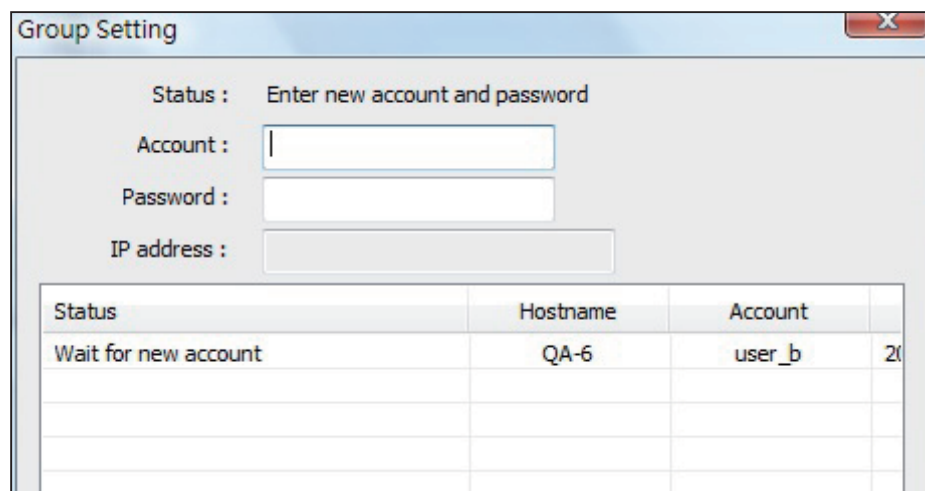 Group Setting
Status : Enter new account and password
Account :
Password :
IP address :
Status Hostname Account
Wait for new account QA-6 user_b 20